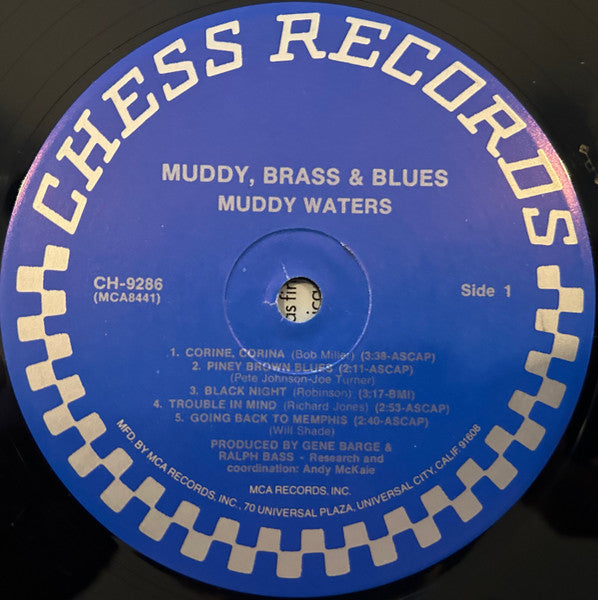 CHESS RECORDS
MUDDY, BRASS & BLUES
MUDDY WATERS
CH-9286
(MCA8441)
Side 1
1. CORINE, CORINA (Bob Miller) (3:38-ASCAP)
2. PINEY BROWN BLUES (2:11-ASCAP)
(Pete Johnson-Joe Turner)
3. BLACK NIGHT (Robinson) (3:17-BMI)
4. TROUBLE IN MIND (Richard Jones) (2:53-ASCAP)
5. GOING BACK TO MEMPHIS (2:40-ASCAP)
(Will Shade)
PRODUCED BY GENE BARGE &
RALPH BASS - Research and
coordination: Andy McKaie
MCA RECORDS, INC.
MFD. BY MCA RECORDS, INC., 70 UNIVERSAL PLAZA, UNIVERSAL CITY, CALIF 91608
as fin